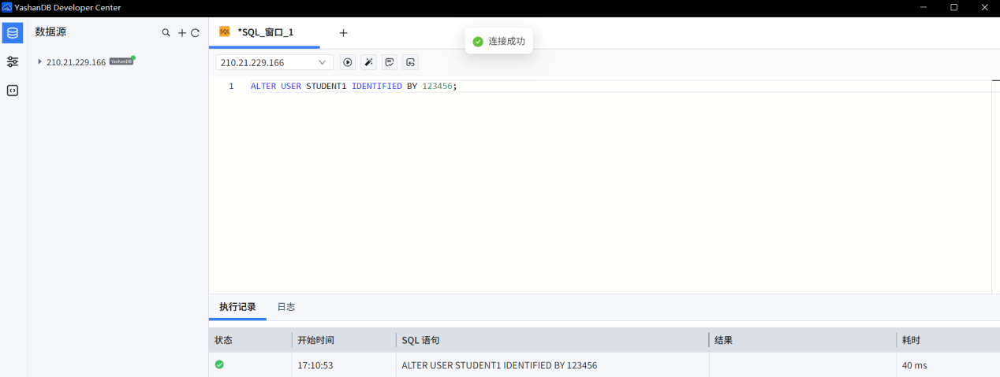 YashanDB Developer Center
数据源
SQL *SQL_窗口_1
连接成功
210.21.229.166 YashanDB
210.21.229.166
1 ALTER USER STUDENT1 IDENTIFIED BY 123456;
执行记录 日志
状态 开始时间 SQL 语句 结果 耗时
17:10:53 ALTER USER STUDENT1 IDENTIFIED BY 123456 40 ms